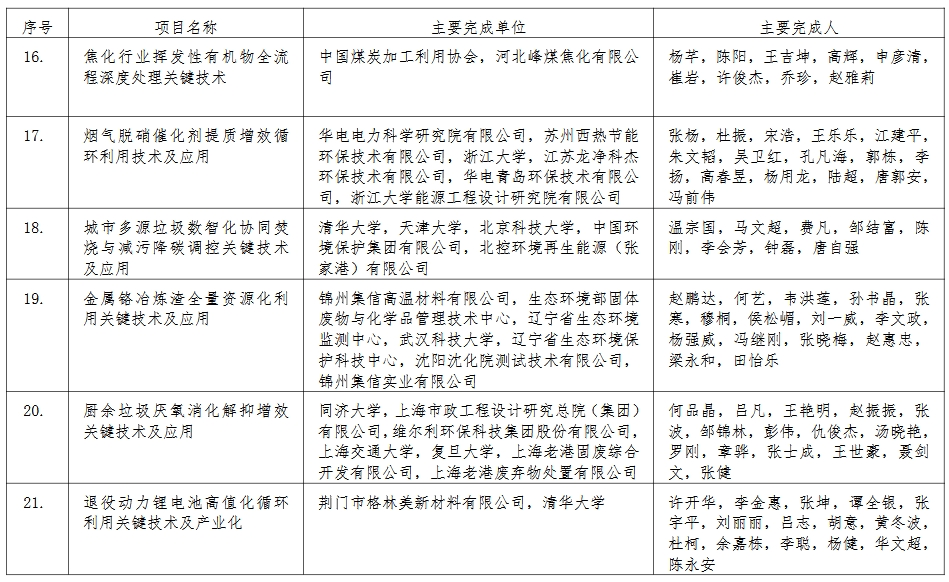 序号 项目名称 主要完成单位 主要完成人
16. 焦化行业挥发性有机物全流程深度处理关键技术
中国煤炭加工利用协会，河北峰煤焦化有限公司
杨芊，陈阳，王吉坤，高辉，申彦清，
崔岩，许俊杰，乔珍，赵雅莉
17. 烟气脱硝催化剂提质增效循
环利用技术及应用
华电电力科学研究院有限公司，苏州西热节能
环保技术有限公司，浙江大学，江苏龙净科杰
环保技术有限公司，华电青岛环保技术有限公
司，浙江大学能源工程设计研究院有限公司
张杨，杜振，宋浩，王乐乐，江建平，
朱文韬，吴卫红，孔凡海，郭栋，李
扬，高春昱，杨用龙，陆超，唐郭安，
冯前伟
18. 城市多源垃圾数智化协同焚
烧与减污降碳调控关键技术
及应用
清华大学，天津大学，北京科技大学，中国环
境保护集团有限公司，北控环境再生能源（张
家港）有限公司
温宗国，马文超，费凡，邹结富，陈
刚，李会芳，钟磊，唐自强
19. 金属铬冶炼渣全量资源化利
用关键技术及应用
锦州集信高温材料有限公司，生态环境部固体
废物与化学品管理技术中心，辽宁省生态环境
监测中心，武汉科技大学，辽宁省生态环境保
护科技中心，沈阳沈化院测试技术有限公司，
锦州集信实业有限公司
赵鹏达，何艺，韦洪莲，孙书晶，张
寒，穆桐，侯松嵋，刘一威，李文政，
杨强威，冯继刚，张晓梅，赵惠忠，
梁永和，田怡乐
20. 厨余垃圾厌氧消化解抑增效
关键技术及应用
同济大学，上海市政工程设计研究总院（集团）
有限公司，维尔利环保科技集团股份有限公司，
上海交通大学，复旦大学，上海老港固废综合
开发有限公司，上海老港废弃物处置有限公司
何品晶，吕凡，王艳明，赵振振，张
波，邹锦林，彭伟，仇俊杰，汤晓艳，
罗刚，章骅，张士成，王世豪，聂剑
文，张健
21. 退役动力锂电池高值化循环
利用关键技术及产业化
荆门市格林美新材料有限公司，清华大学
许开华，李金惠，张坤，谭全银，张
宇平，刘丽丽，吕志，胡意，黄冬波，
杜柯，余嘉栋，李聪，杨健，华文超，
陈永安